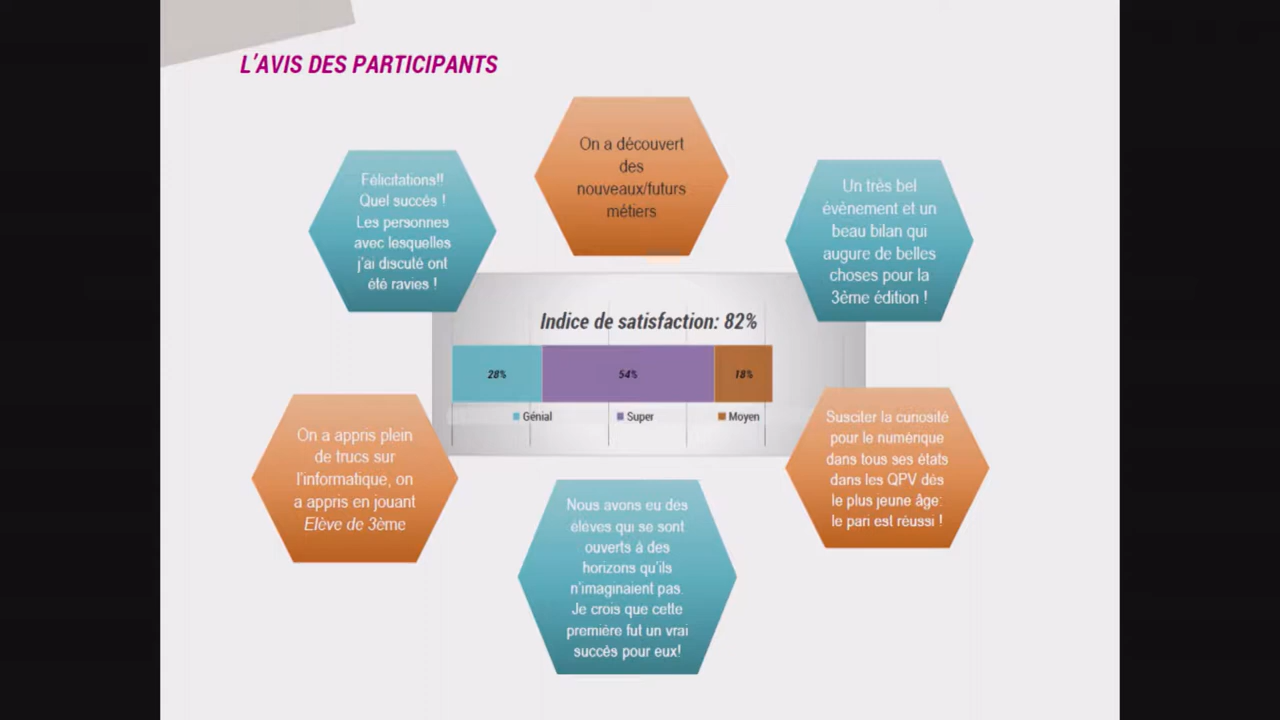 L'AVIS DES PARTICIPANTS
On a découvert
des
nouveaux/futurs
métiers
Félicitations!!
Quel succès !
Les personnes
avec lesquelles
j'ai discuté ont
été ravies !
Un très bel
évènement et un
beau bilan qui
augure de belles
choses pour la
3ème édition !
Indice de satisfaction: 82%
28%
54%
18%
Génial
Super
Moyen
On a appris plein
de trucs sur
l'informatique, on
a appris en jouant
Elève de 3ème
Susciter la curiosité
pour le numérique
dans tous ses états
dans les QPV dès
le plus jeune âge:
le pari est réussi !
Nous avons eu des
élèves qui se sont
ouverts à des
horizons qu'ils
n'imaginaient pas.
Je crois que cette
première fut un vrai
succès pour eux!